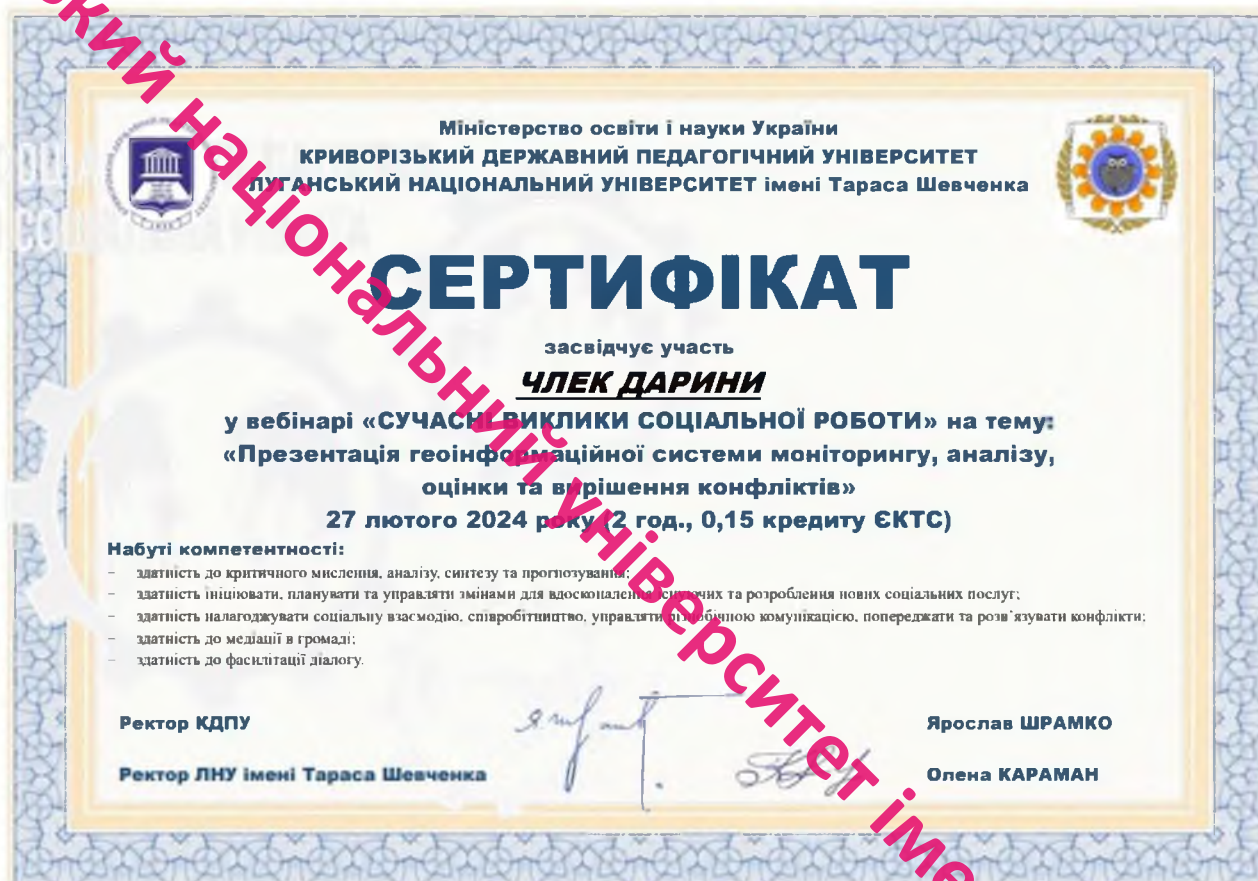 Міністерство освіти і науки України
КРИВОРІЗЬКИЙ ДЕРЖАВНИЙ ПЕДАГОГІЧНИЙ УНІВЕРСИТЕТ
ЛУГАНСЬКИЙ НАЦІОНАЛЬНИЙ УНІВЕРСИТЕТ імені Тараса Шевченка
СЕРТИФІКАТ
засвідчує участь
ЧЛЕК ДАРИНИ
у вебінарі «СУЧАСНІ ВИКЛИКИ СОЦІАЛЬНОЇ РОБОТИ» на тему:
«Презентація геоінформаційної системи моніторингу, аналізу,
оцінки та вирішення конфліктів»
27 лютого 2024 року (2 год., 0,15 кредиту ЄКТС)
Набуті компетентності:
– здатність до критичного мислення, аналізу, синтезу та прогнозування;
– здатність ініціювати, планувати та управляти змінами для вдосконалення існуючих та розроблення нових соціальних послуг;
– здатність налагоджувати соціальну взаємодію, співробітництво, управляти різнобічною комунікацією, попереджати та розв`язувати конфлікти;
– здатність до медіації в громаді;
– здатність до фасилітації діалогу.
Ректор КДПУ Ярослав ШРАМКО
Ректор ЛНУ імені Тараса Шевченка Олена КАРАМАН
ький національний університет іме